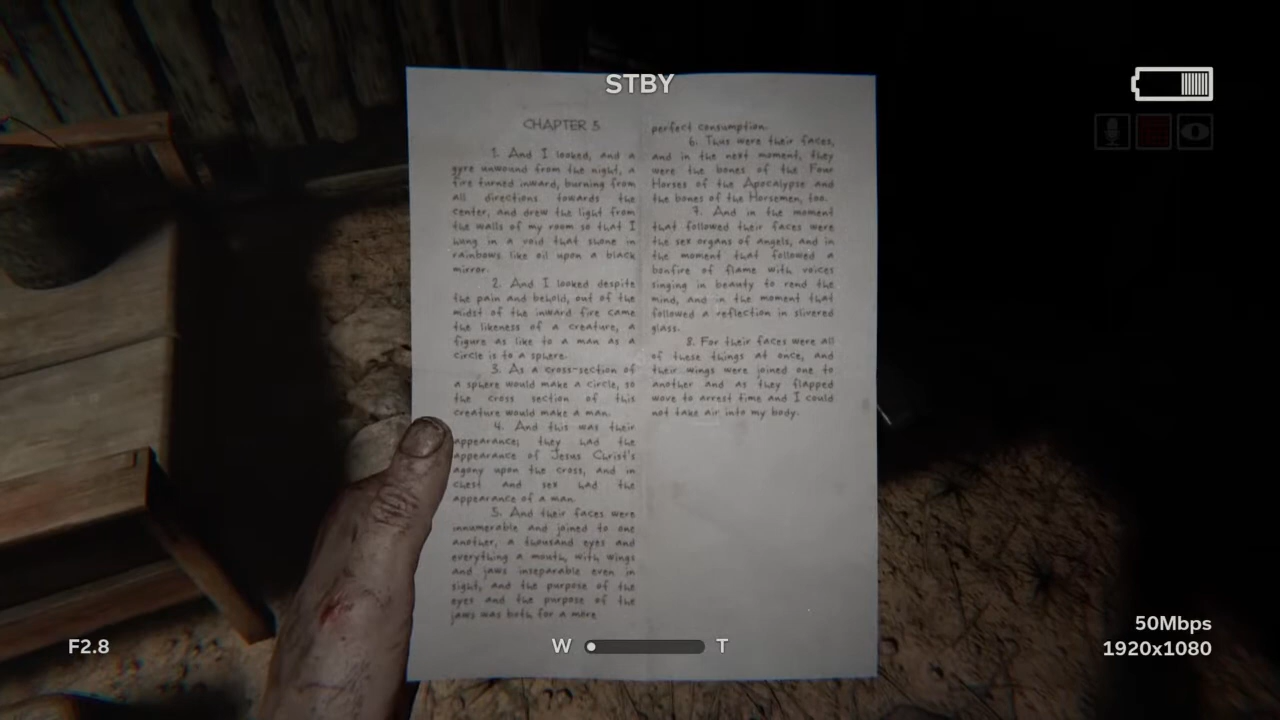 STBY
CHAPTER 3
1. And I looked, and a
gyre unwound from the night, a
fire turned inward, burning from
all directions towards the
center, and drew the light from
the walls of my room so that I
hung in a void that shone in
rainbows like oil upon a black
mirror.
2. And I looked despite
the pain and behold, out of the
midst of the inward fire came
the likeness of a creature, a
figure as like to a man as a
circle is to a sphere.
3. As a cross-section of
a sphere would make a circle, so
the cross section of this
creature would make a man.
4. And this was their
appearance; they had the
appearance of Jesus Christ's
agony upon the cross, and in
chest and sex had the
appearance of a man.
5. And their faces were
innumerable and joined to one
another, a thousand eyes and
everything a mouth, with wings
and jaws inseparable even in
sight, and the purpose of the
eyes and the purpose of the
jaws was both for a more
perfect consumption.
6. Thus were their faces,
and in the next moment, they
were the bones of the Four
Horses of the Apocalypse and
the bones of the Horsemen, too.
7. And in the moment
that followed their faces were
the sex organs of angels, and in
the moment that followed a
bonfire of flame with voices
singing in beauty to rend the
mind, and in the moment that
followed a reflection in slivered
glass.
8. For their faces were all
of these things at once, and
their wings were joined one to
another and as they flapped
wove to arrest time and I could
not take air into my body.
F2.8
W T
50Mbps
1920x1080